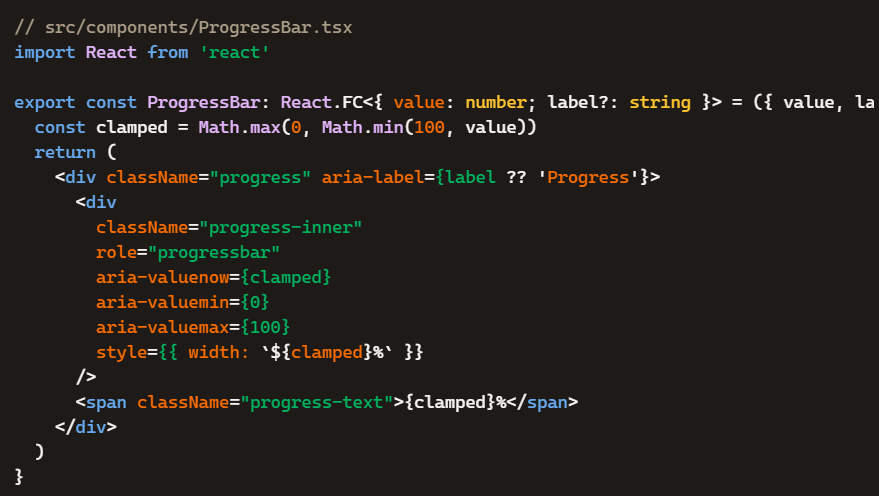 // src/components/ProgressBar.tsx
import React from 'react'

export const ProgressBar: React.FC<{ value: number; label?: string }> = ({ value, la
  const clamped = Math.max(0, Math.min(100, value))
  return (
    <div className="progress" aria-label={label ?? 'Progress'}>
      <div
        className="progress-inner"
        role="progressbar"
        aria-valuenow={clamped}
        aria-valuemin={0}
        aria-valuemax={100}
        style={{ width: `${clamped}%` }}
      />
      <span className="progress-text">{clamped}%</span>
    </div>
  )
}